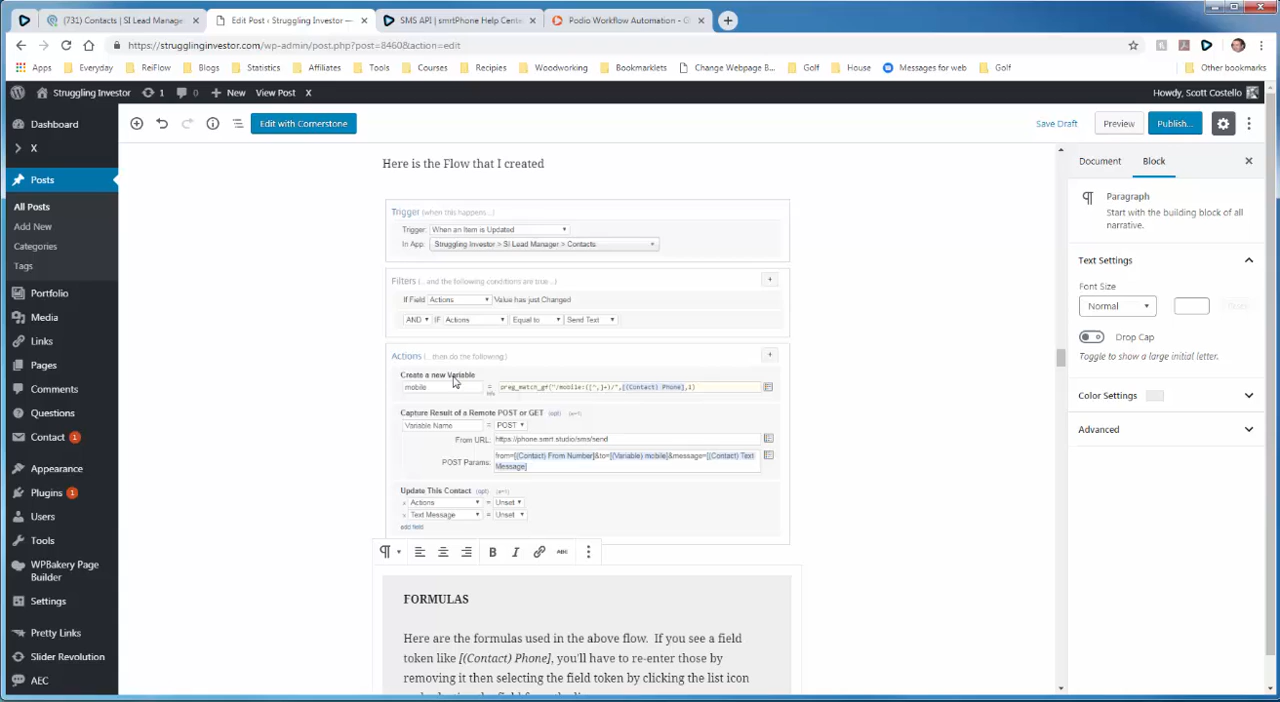 (731) Contacts | SI Lead Manage
Edit Post ‹ Struggling Investor —
SMS API | smrtPhone Help Cente
Podio Workflow Automation - G
https://strugglinginvestor.com/wp-admin/post.php?post=8460&action=edit
Apps
Everyday
ReiFlow
Blogs
Statistics
Affiliates
Tools
Courses
Recipies
Woodworking
Bookmarklets
Change Webpage B...
Golf
House
Messages for web
Golf
Other bookmarks
Struggling Investor
1
New
View Post
X
Howdy, Scott Costello
Dashboard
X
Posts
All Posts
Add New
Categories
Tags
Portfolio
Media
Links
Pages
Comments
Questions
Contact 1
Appearance
Plugins 1
Users
Tools
WPBakery Page
Builder
Settings
Pretty Links
Slider Revolution
AEC
Edit with Cornerstone
Save Draft
Preview
Publish...
Here is the Flow that I created
Trigger (when this happens...)
Trigger: When an Item is Updated
In App: Struggling Investor > SI Lead Manager > Contacts
Filters (...and the following conditions are true...)
If Field Actions Value has just Changed
AND IF Actions Equal to Send Text
Actions (...then do the following)
Create a new Variable
mobile = preg_match_gf("/mobile:([^,]+)/",[(Contact) Phone],1)
Capture Result of a Remote POST or GET (opt)
Variable Name = POST
From URL: https://phone.smrt.studio/sms/send
POST Params: from=[(Contact) From Number]&to=[(Variable) mobile]&message=[(Contact) Text
Message]
Update This Contact (opt)
x Actions = Unset
x Text Message = Unset
add field
B
I
ABC
FORMULAS
Here are the formulas used in the above flow. If you see a field
token like [(Contact) Phone], you'll have to re-enter those by
removing it then selecting the field token by clicking the list icon
Document
Block
Paragraph
Start with the building block of all
narrative.
Text Settings
Font Size
Normal
Drop Cap
Toggle to show a large initial letter.
Color Settings
Advanced